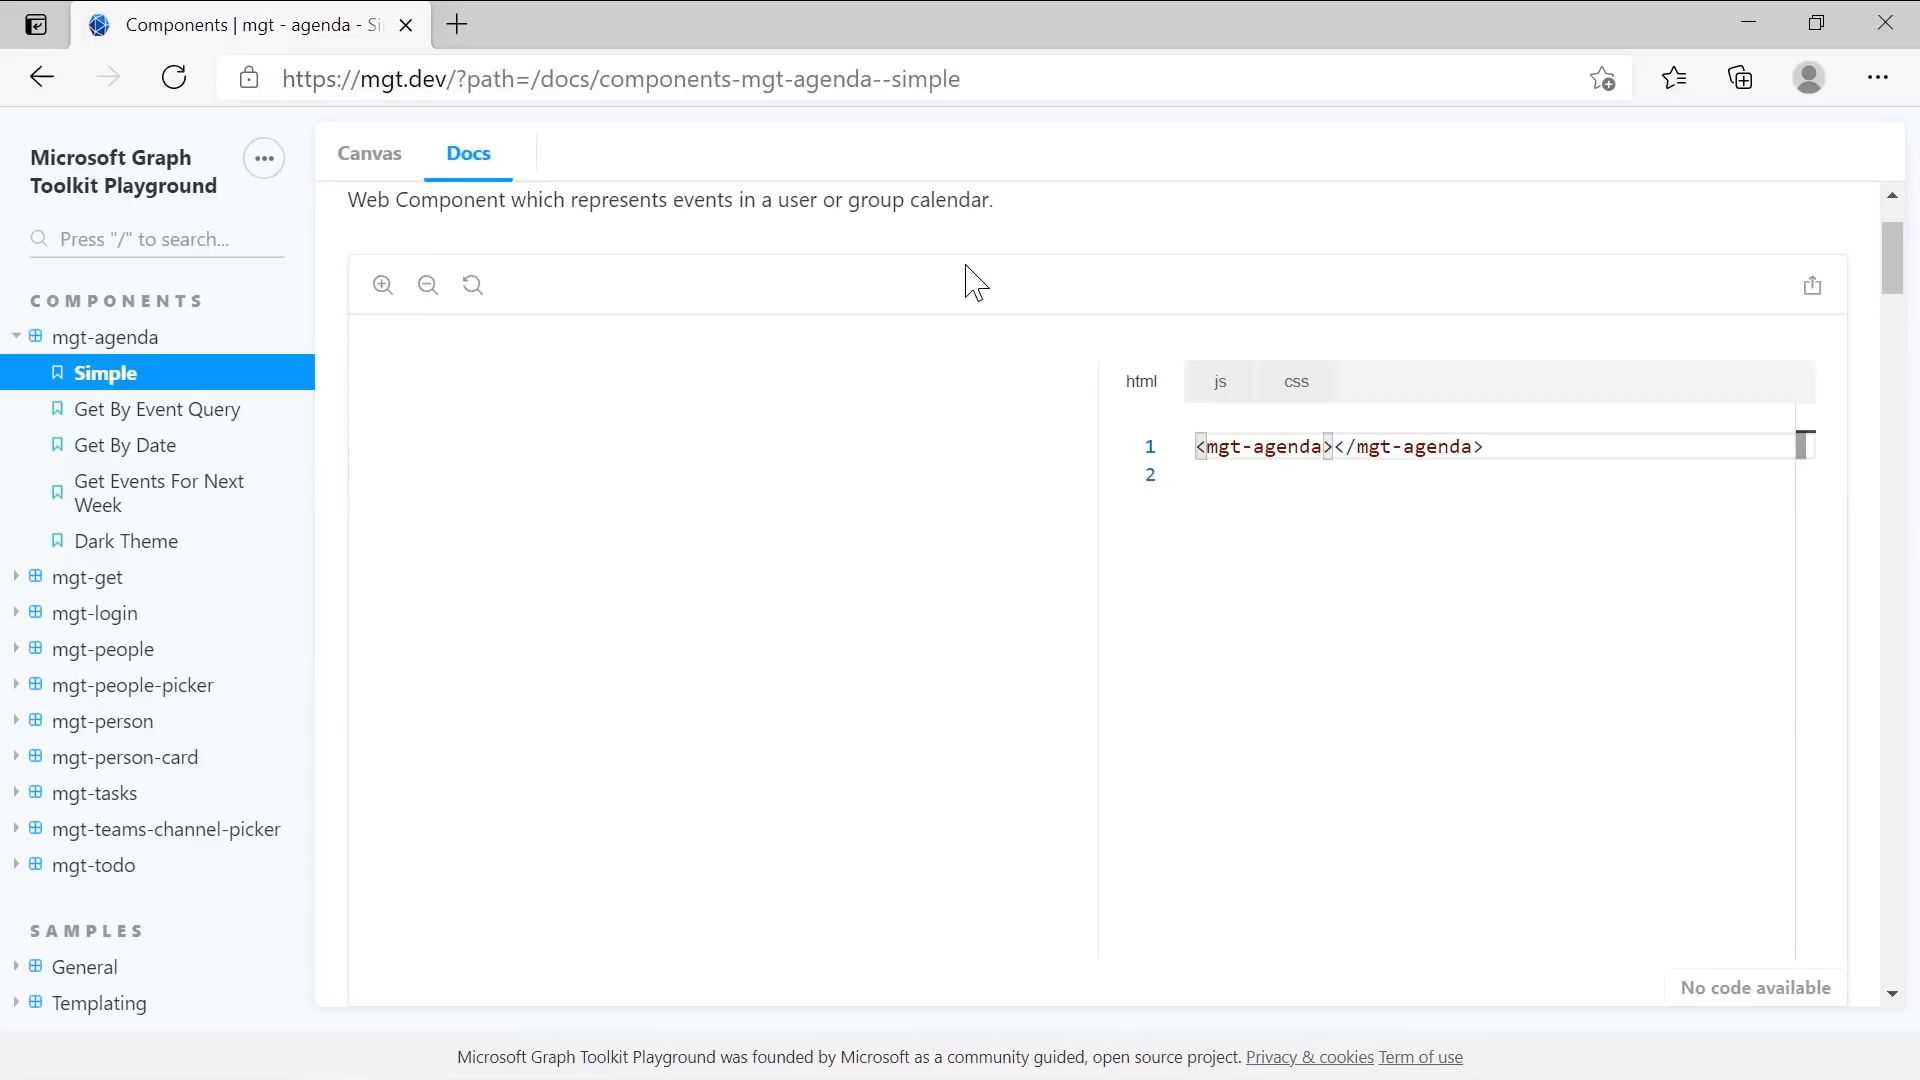 Components | mgt - agenda - Si
https://mgt.dev/?path=/docs/components-mgt-agenda--simple
Microsoft Graph
Toolkit Playground
Press "/" to search...
COMPONENTS
mgt-agenda
Simple
Get By Event Query
Get By Date
Get Events For Next
Week
Dark Theme
mgt-get
mgt-login
mgt-people
mgt-people-picker
mgt-person
mgt-person-card
mgt-tasks
mgt-teams-channel-picker
mgt-todo
SAMPLES
General
Templating
Canvas
Docs
Web Component which represents events in a user or group calendar.
html
js
css
1 <mgt-agenda></mgt-agenda>
2
No code available
Microsoft Graph Toolkit Playground was founded by Microsoft as a community guided, open source project. Privacy & cookies Term of use